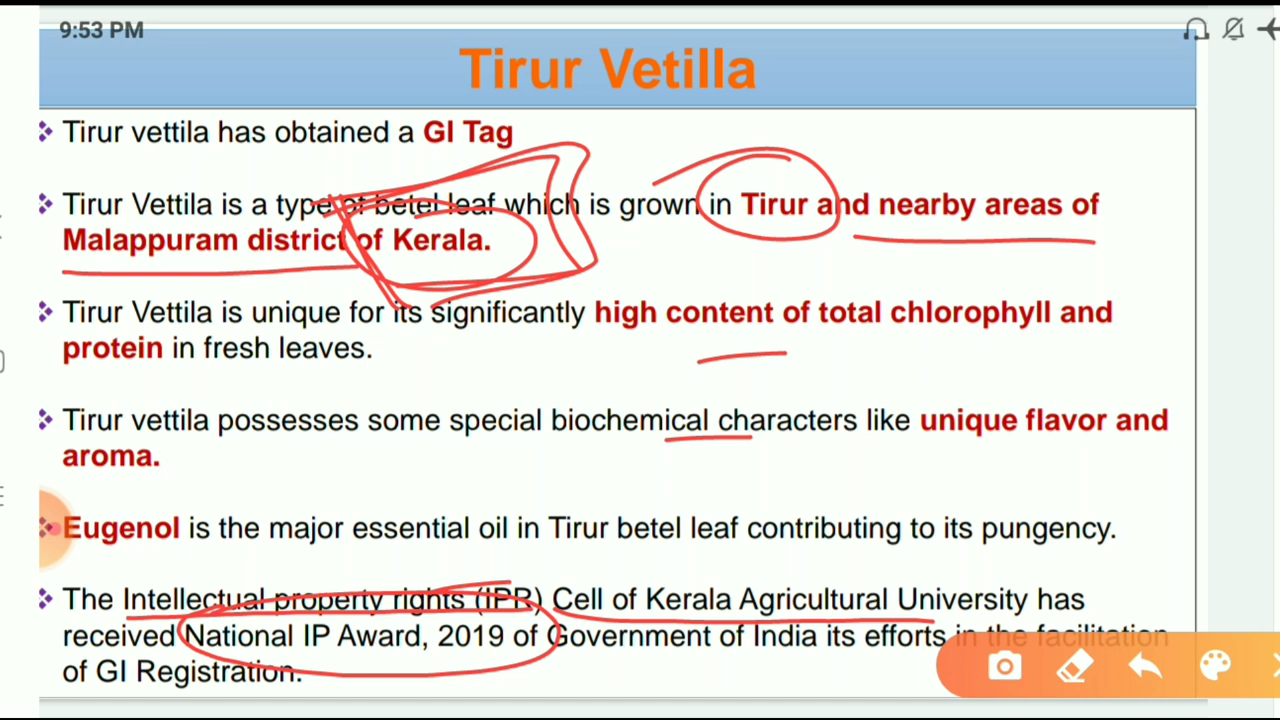 9:53 PM
Tirur Vetilla
Tirur vettila has obtained a GI Tag
Tirur Vettila is a type of betel leaf which is grown in Tirur and nearby areas of
Malappuram district of Kerala.
Tirur Vettila is unique for its significantly high content of total chlorophyll and
protein in fresh leaves.
Tirur vettila possesses some special biochemical characters like unique flavor and
aroma.
Eugenol is the major essential oil in Tirur betel leaf contributing to its pungency.
The Intellectual property rights (IPR) Cell of Kerala Agricultural University has
received National IP Award, 2019 of Government of India its efforts in the facilitation
of GI Registration.